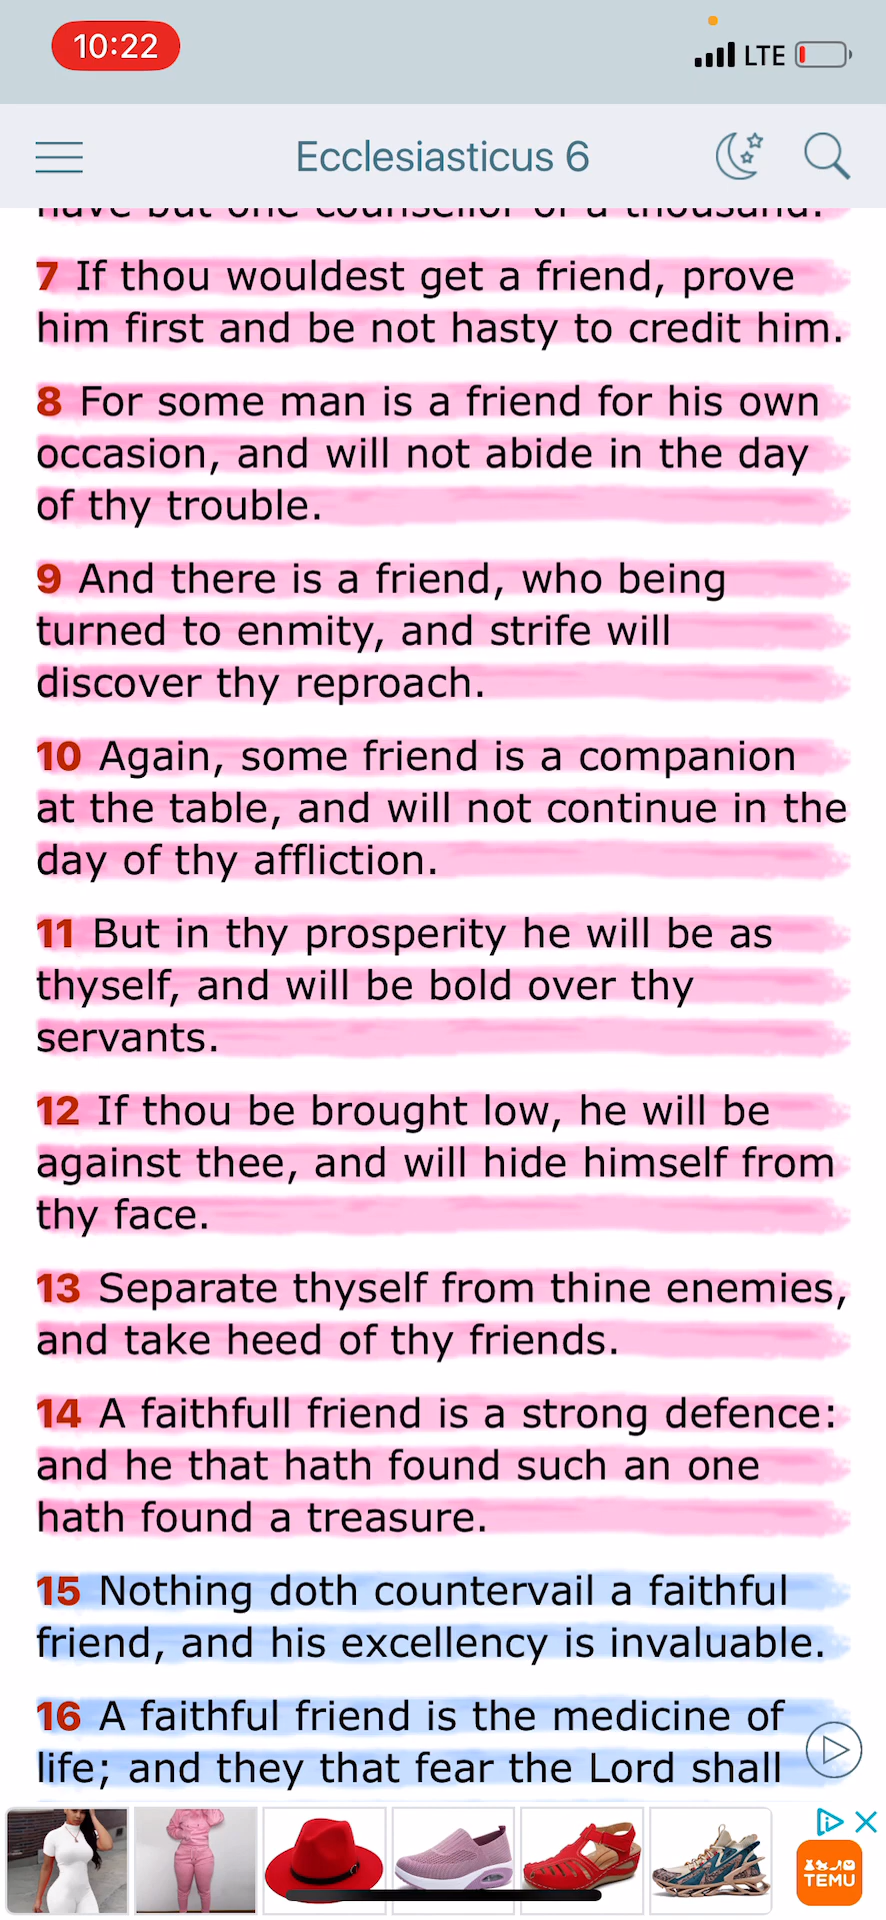 10:22
LTE
Ecclesiasticus 6
have but one counsellor of a thousand.
7 If thou wouldest get a friend, prove
him first and be not hasty to credit him.
8 For some man is a friend for his own
occasion, and will not abide in the day
of thy trouble.
9 And there is a friend, who being
turned to enmity, and strife will
discover thy reproach.
10 Again, some friend is a companion
at the table, and will not continue in the
day of thy affliction.
11 But in thy prosperity he will be as
thyself, and will be bold over thy
servants.
12 If thou be brought low, he will be
against thee, and will hide himself from
thy face.
13 Separate thyself from thine enemies,
and take heed of thy friends.
14 A faithfull friend is a strong defence:
and he that hath found such an one
hath found a treasure.
15 Nothing doth countervail a faithful
friend, and his excellency is invaluable.
16 A faithful friend is the medicine of
life; and they that fear the Lord shall
TEMU